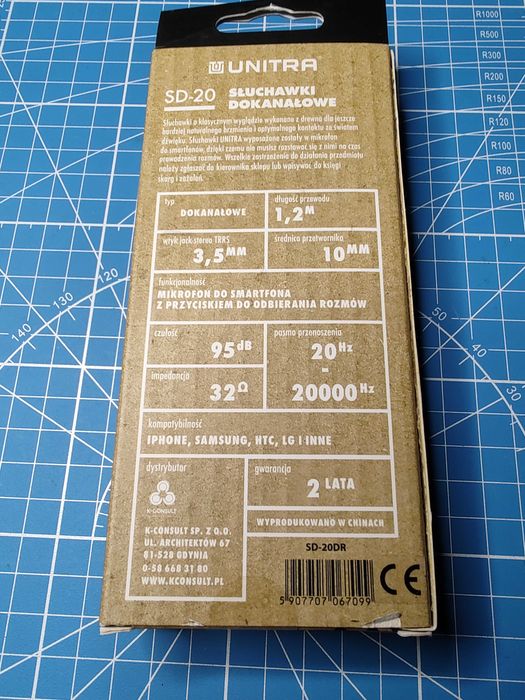 UNITRA
SD-20 SŁUCHAWKI
DOKANAŁOWE
Słuchawki o klasycznym wyglądzie wykonane z drewna dla jeszcze
bardziej naturalnego brzmienia i optymalnego kontaktu ze światem
dźwięku. Słuchawki UNITRA wyposażone zostały w mikrofon
do smartfonów, dzięki czemu nie musisz rozstawać się z nimi na czas
prowadzenia rozmów. Wszelkie zastrzeżenia do działania przedmiotu
należy zgłaszać do kierownika sklepu lub wpisywać do księgi
skarg i zażaleń.
typ
DOKANAŁOWE
długość przewodu
1,2M
wtyk jack-stereo TRRS
3,5MM
średnica przetwornika
10MM
funkcjonalność
MIKROFON DO SMARTFONA
Z PRZYCISKIEM DO ODBIERANIA ROZMÓW
czułość
95dB
pasmo przenoszenia
20Hz
-
20000Hz
impedancja
32Ω
kompatybilność
IPHONE, SAMSUNG, HTC, LG I INNE
dystrybutor
K-CONSULT
K-CONSULT SP. Z O.O.
UL. ARCHITEKTÓW 67
81-528 GDYNIA
0-58 668 31 80
WWW.KCONSULT.PL
gwarancja
2 LATA
WYPRODUKOWANO W CHINACH
SD-20DR
5 907707 067099
CE
R1000
R500
R300
R200
R150
R120
R100
R80
R60
120
130
140